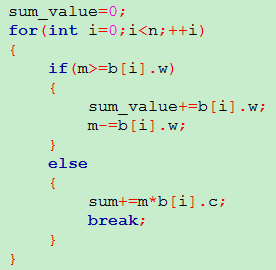 sum_value=0;
for(int i=0;i<n;++i)
{
    if(m>=b[i].w)
    {
        sum_value+=b[i].w;
        m-=b[i].w;
    }
    else
    {
        sum+=m*b[i].c;
        break;
    }
}